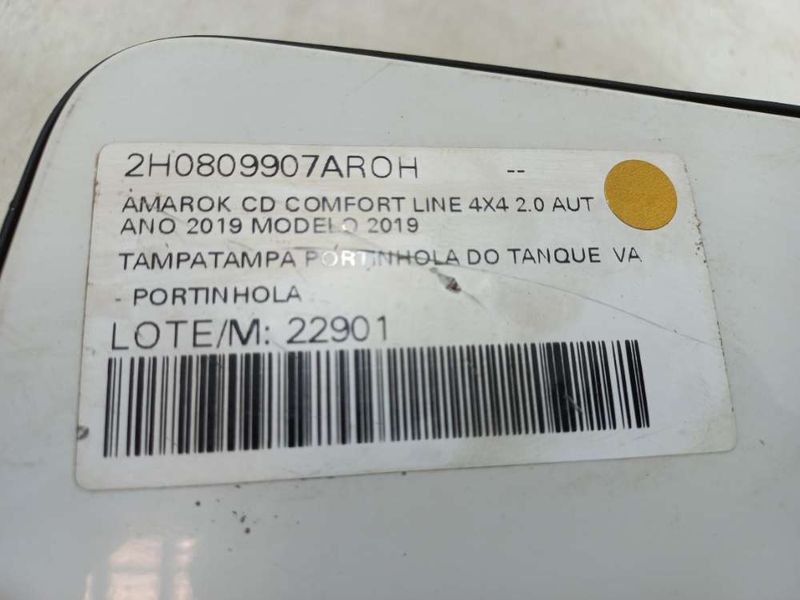 2H0809907AROH --
AMAROK CD COMFORT LINE 4X4 2.0 AUT
ANO 2019 MODELO 2019
TAMPATAMPA PORTINHOLA DO TANQUE VA
- PORTINHOLA
LOTE/M: 22901